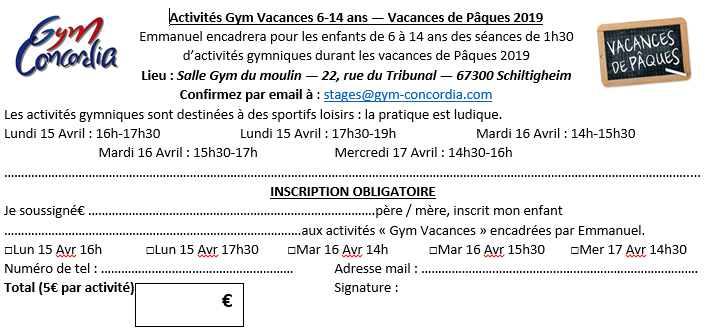 Gym Concordia
Activités Gym Vacances 6-14 ans — Vacances de Pâques 2019
Emmanuel encadrera pour les enfants de 6 à 14 ans des séances de 1h30
d’activités gymniques durant les vacances de Pâques 2019
VACANCES DE PÂQUES
Lieu : Salle Gym du moulin — 22, rue du Tribunal — 67300 Schiltigheim
Confirmez par email à : stages@gym-concordia.com
Les activités gymniques sont destinées à des sportifs loisirs : la pratique est ludique.
Lundi 15 Avril : 16h-17h30 Lundi 15 Avril : 17h30-19h Mardi 16 Avril : 14h-15h30
Mardi 16 Avril : 15h30-17h Mercredi 17 Avril : 14h30-16h
INSCRIPTION OBLIGATOIRE
Je soussigné€ ……………………………………………………………………………père / mère, inscrit mon enfant
………………………………………………………………………………aux activités « Gym Vacances » encadrées par Emmanuel.
□Lun 15 Avr 16h □Lun 15 Avr 17h30 □Mar 16 Avr 14h □Mar 16 Avr 15h30 □Mer 17 Avr 14h30
Numéro de tel : ………………………………………………… Adresse mail : …………………………………………………………………………
Total (5€ par activité) € Signature :